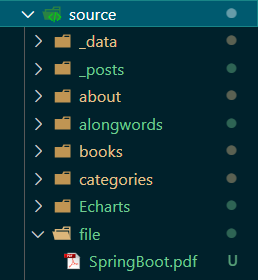 source
_data
_posts
about
alongwords
books
categories
Echarts
file
SpringBoot.pdf U